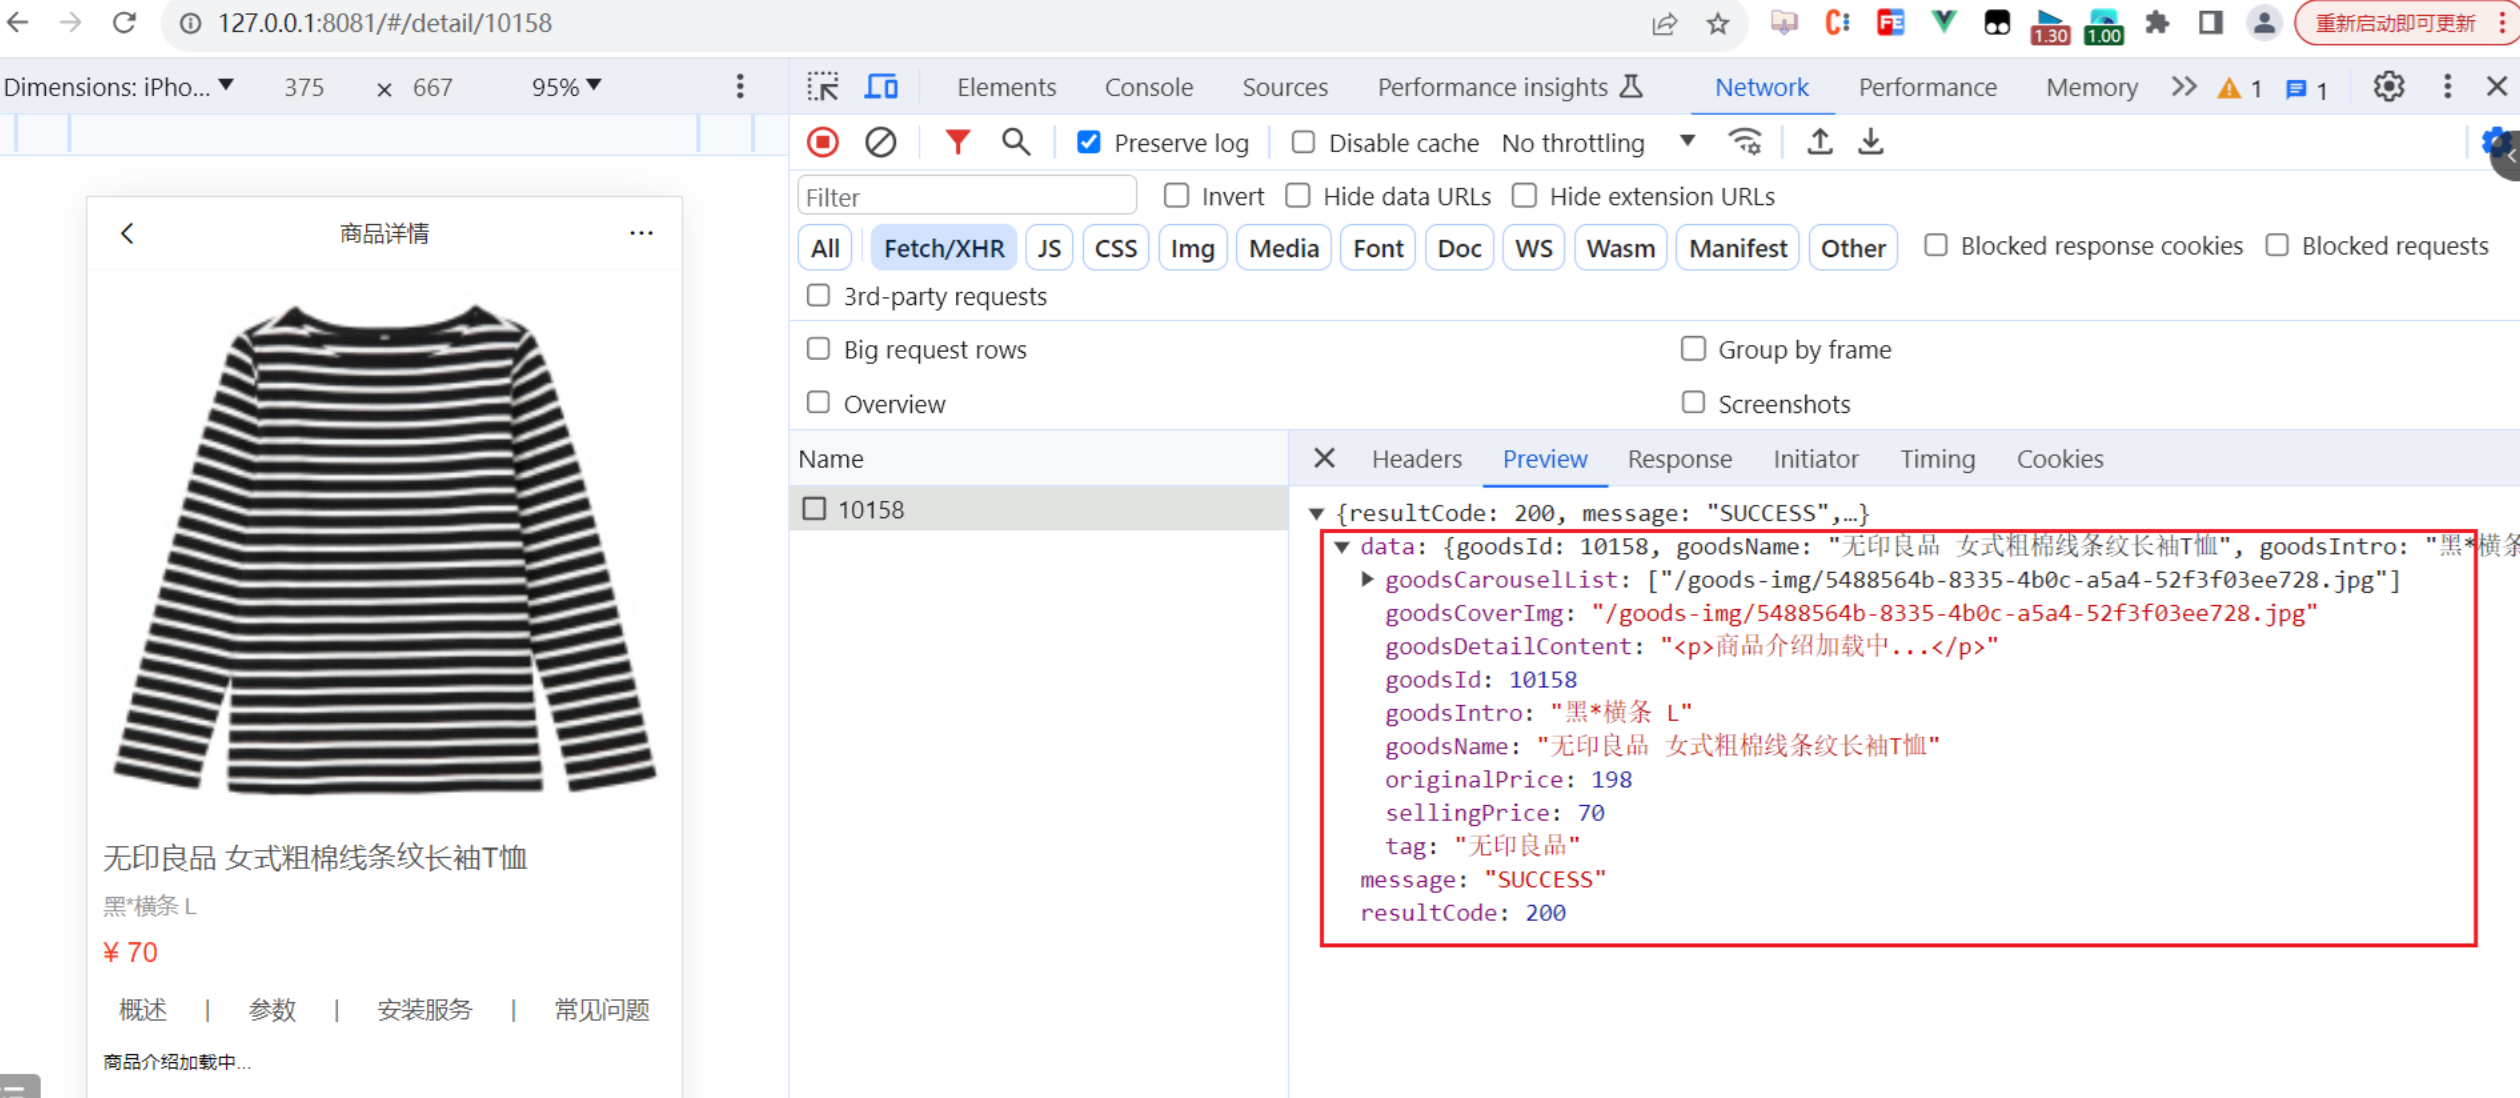 127.0.0.1:8081/#/detail/10158
重新启动即可更新
1.30
1.00
Dimensions: iPho... 375 × 667 95%
Elements Console Sources Performance insights Network Performance Memory 1 1
Preserve log Disable cache No throttling
Filter Invert Hide data URLs Hide extension URLs
All Fetch/XHR JS CSS Img Media Font Doc WS Wasm Manifest Other Blocked response cookies Blocked requests
3rd-party requests
Big request rows Group by frame
Overview Screenshots
Name
10158
Headers Preview Response Initiator Timing Cookies
{resultCode: 200, message: "SUCCESS",…}
data: {goodsId: 10158, goodsName: "无印良品 女式粗棉线条纹长袖T恤", goodsIntro: "黑*横条
goodsCarouselList: ["/goods-img/5488564b-8335-4b0c-a5a4-52f3f03ee728.jpg"]
goodsCoverImg: "/goods-img/5488564b-8335-4b0c-a5a4-52f3f03ee728.jpg"
goodsDetailContent: "<p>商品介绍加载中...</p>"
goodsId: 10158
goodsIntro: "黑*横条 L"
goodsName: "无印良品 女式粗棉线条纹长袖T恤"
originalPrice: 198
sellingPrice: 70
tag: "无印良品"
message: "SUCCESS"
resultCode: 200
商品详情
无印良品 女式粗棉线条纹长袖T恤
黑*横条 L
¥ 70
概述 | 参数 | 安装服务 | 常见问题
商品介绍加载中...